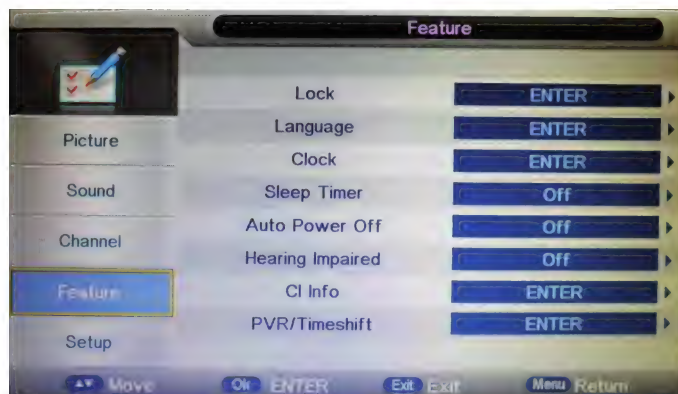 Feature
Lock ENTER
Language ENTER
Picture
Clock ENTER
Sound
Sleep Timer Off
Auto Power Off Off
Channel
Hearing Impaired Off
Feature
CI Info ENTER
PVR/Timeshift ENTER
Setup
Move OK ENTER Exit Exit Menu Return